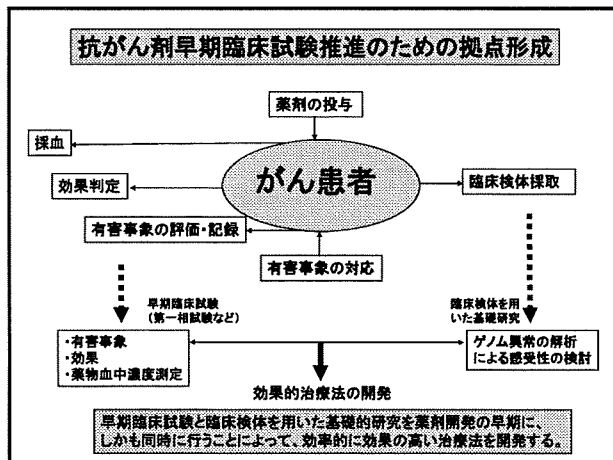 抗がん剤早期臨床試験推進のための拠点形成
薬剤の投与
採血
がん患者
効果判定
臨床検体採取
有害事象の評価・記録
有害事象の対応
早期臨床試験
（第一相試験など）
臨床検体を用
いた基礎研究
・有害事象
・効果
・薬物血中濃度測定
ゲノム異常の解析
による感受性の検討
効果的治療法の開発
早期臨床試験と臨床検体を用いた基礎的研究を薬剤開発の早期に、
しかも同時に行うことによって、効率的に効果の高い治療法を開発する。